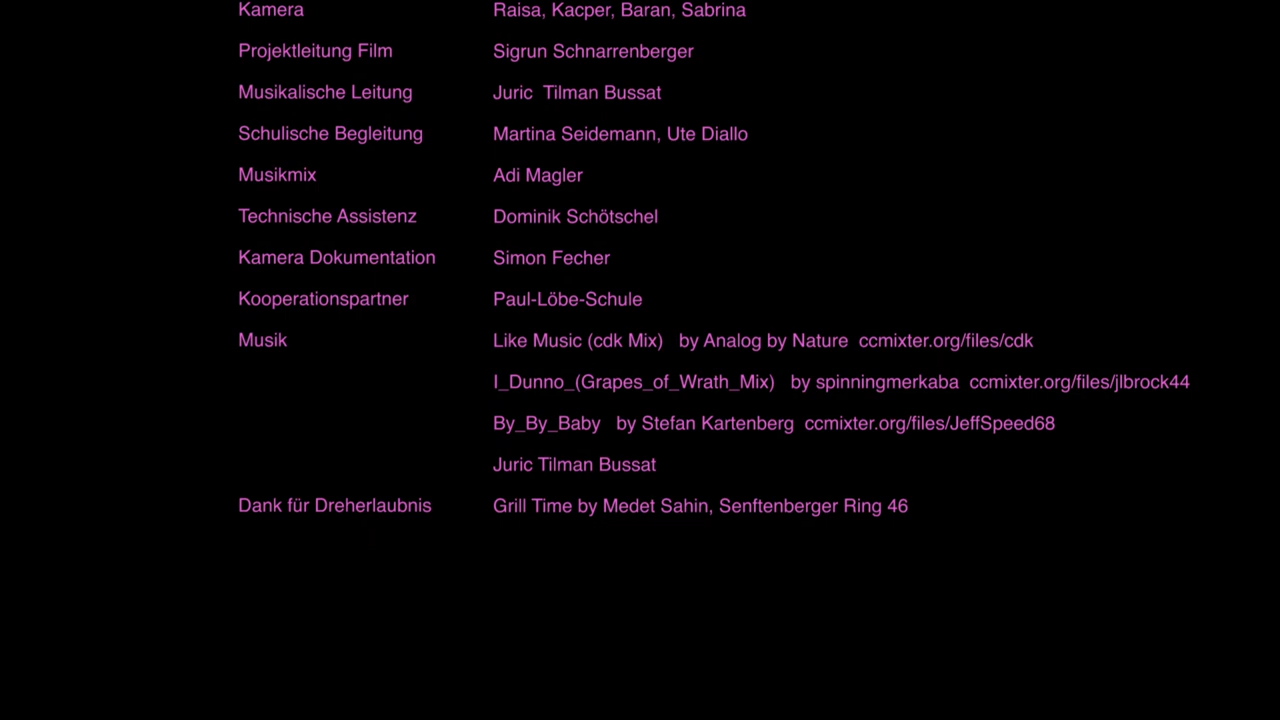 Kamera Raisa, Kacper, Baran, Sabrina
Projektleitung Film Sigrun Schnarrenberger
Musikalische Leitung Juric  Tilman Bussat
Schulische Begleitung Martina Seidemann, Ute Diallo
Musikmix Adi Magler
Technische Assistenz Dominik Schötschel
Kamera Dokumentation Simon Fecher
Kooperationspartner Paul-Löbe-Schule
Musik Like Music (cdk Mix)   by Analog by Nature  ccmixter.org/files/cdk
I_Dunno_(Grapes_of_Wrath_Mix)   by spinningmerkaba  ccmixter.org/files/jlbrock44
By_By_Baby   by Stefan Kartenberg  ccmixter.org/files/JeffSpeed68
Juric Tilman Bussat
Dank für Dreherlaubnis Grill Time by Medet Sahin, Senftenberger Ring 46